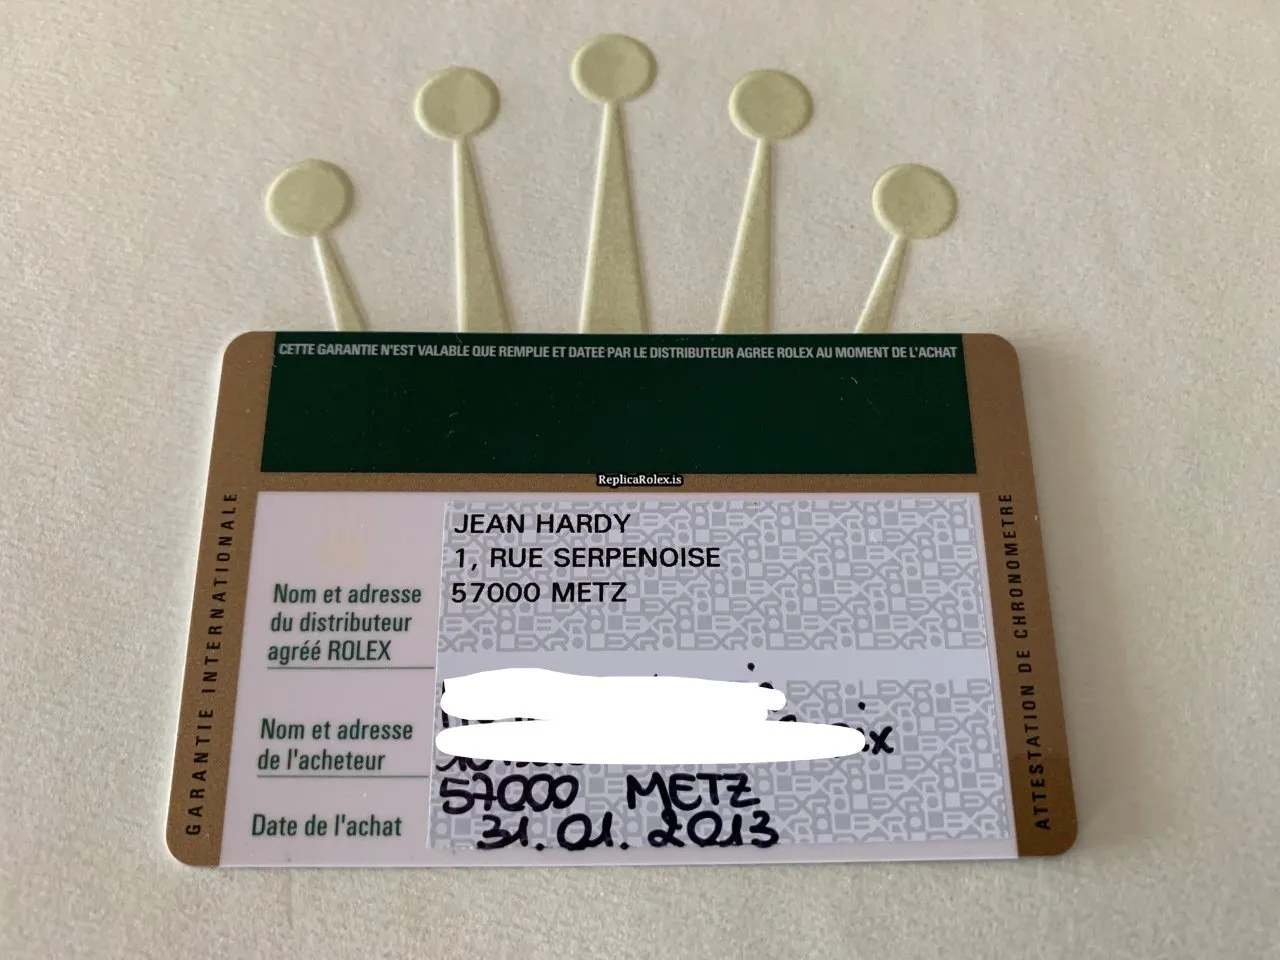 CETTE GARANTIE N'EST VALABLE QUE REMPLIE ET DATEE PAR LE DISTRIBUTEUR AGREE ROLEX AU MOMENT DE L'ACHAT
ReplicaRolex.is
GARANTIE INTERNATIONALE
JEAN HARDY
1, RUE SERPENOISE
57000 METZ
Nom et adresse
du distributeur
agréé ROLEX
Nom et adresse
de l'acheteur
57000 METZ
Date de l'achat
31.01.2013
ATTESTATION DE CHRONOMETRE